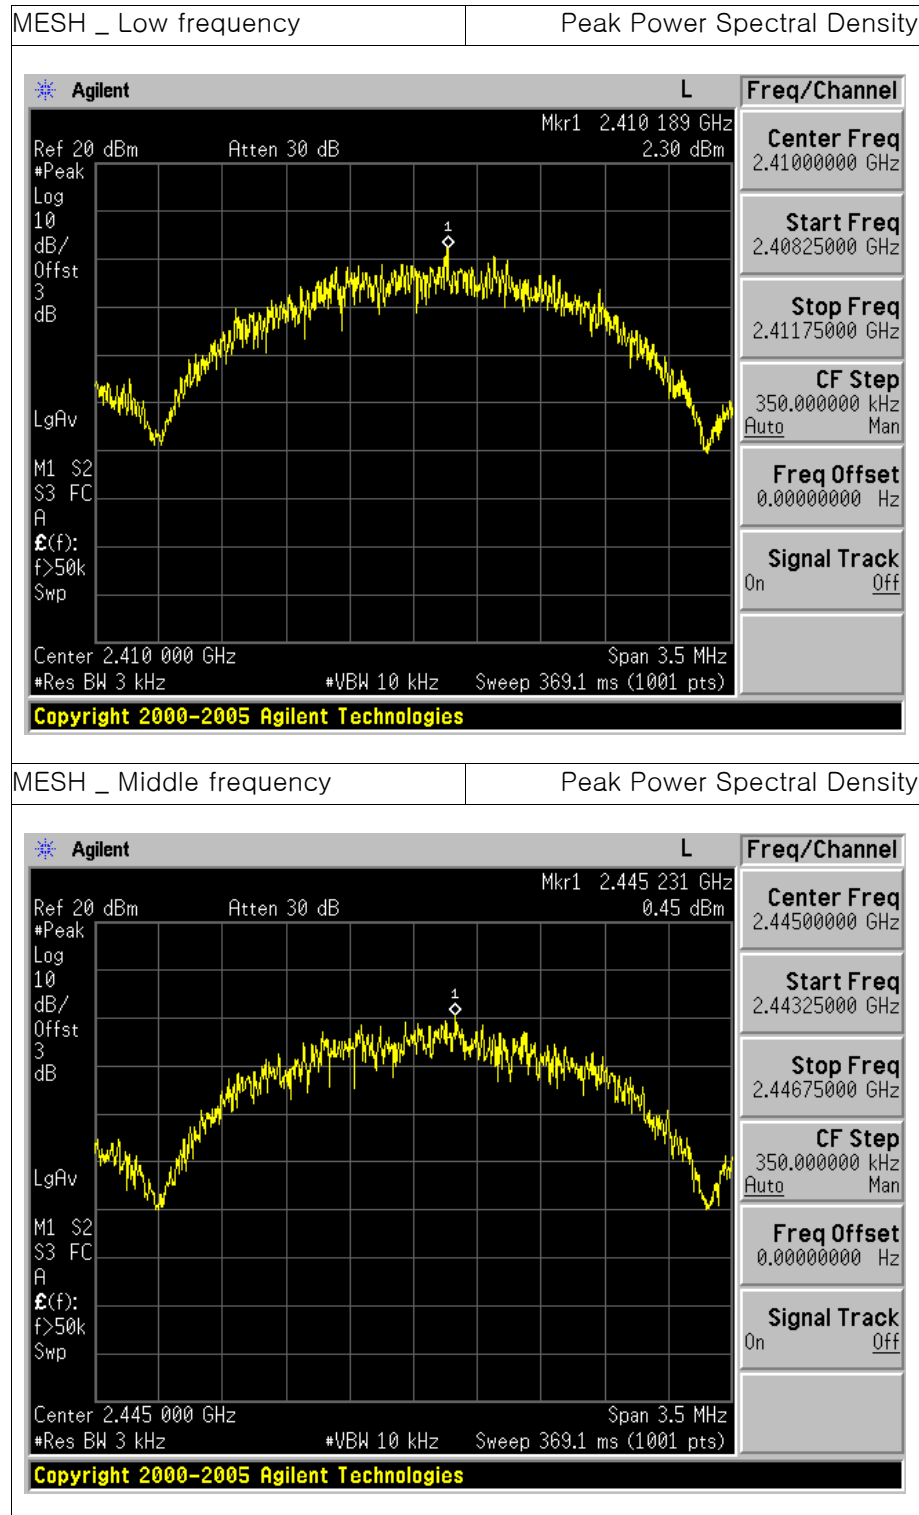 MESH _ Low frequency Peak Power Spectral Density
Agilent L Freq/Channel
Mkr1 2.410 189 GHz
Ref 20 dBm Atten 30 dB 2.30 dBm
#Peak
Log
10
dB/
Offst
3
dB
LgAv
M1 S2
S3 FC
A
£(f):
f>50k
Swp
1
Center 2.410 000 GHz Span 3.5 MHz
#Res BW 3 kHz #VBW 10 kHz Sweep 369.1 ms (1001 pts)
Center Freq
2.41000000 GHz
Start Freq
2.40825000 GHz
Stop Freq
2.41175000 GHz
CF Step
350.000000 kHz
Auto Man
Freq Offset
0.00000000 Hz
Signal Track
On Off
Copyright 2000-2005 Agilent Technologies
MESH _ Middle frequency Peak Power Spectral Density
Agilent L Freq/Channel
Mkr1 2.445 231 GHz
Ref 20 dBm Atten 30 dB 0.45 dBm
#Peak
Log
10
dB/
Offst
3
dB
LgAv
M1 S2
S3 FC
A
£(f):
f>50k
Swp
1
Center 2.445 000 GHz Span 3.5 MHz
#Res BW 3 kHz #VBW 10 kHz Sweep 369.1 ms (1001 pts)
Center Freq
2.44500000 GHz
Start Freq
2.44325000 GHz
Stop Freq
2.44675000 GHz
CF Step
350.000000 kHz
Auto Man
Freq Offset
0.00000000 Hz
Signal Track
On Off
Copyright 2000-2005 Agilent Technologies